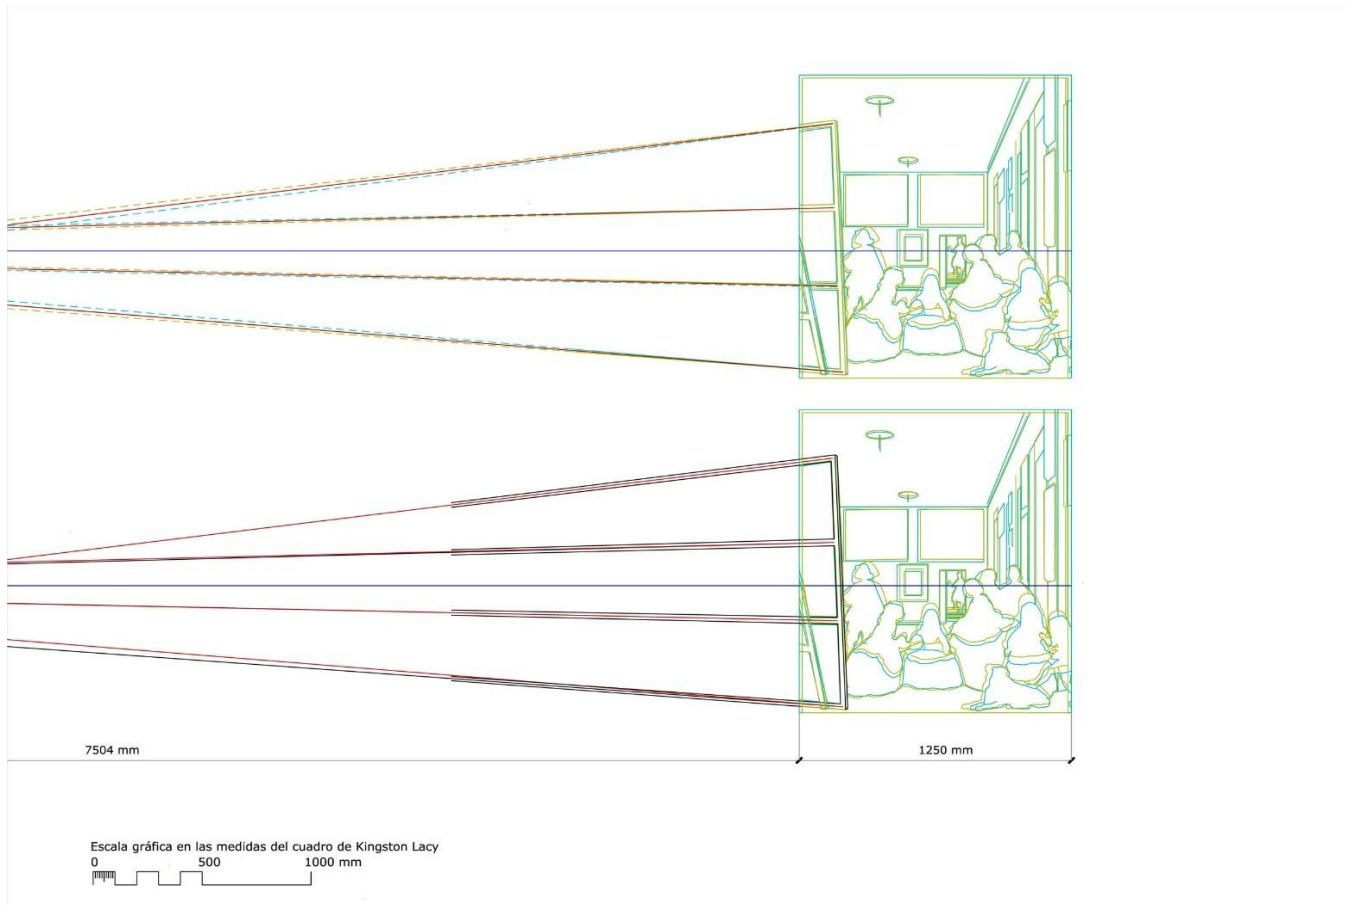 7504 mm
1250 mm
Escala gráfica en las medidas del cuadro de Kingston Lacy
0 500 1000 mm